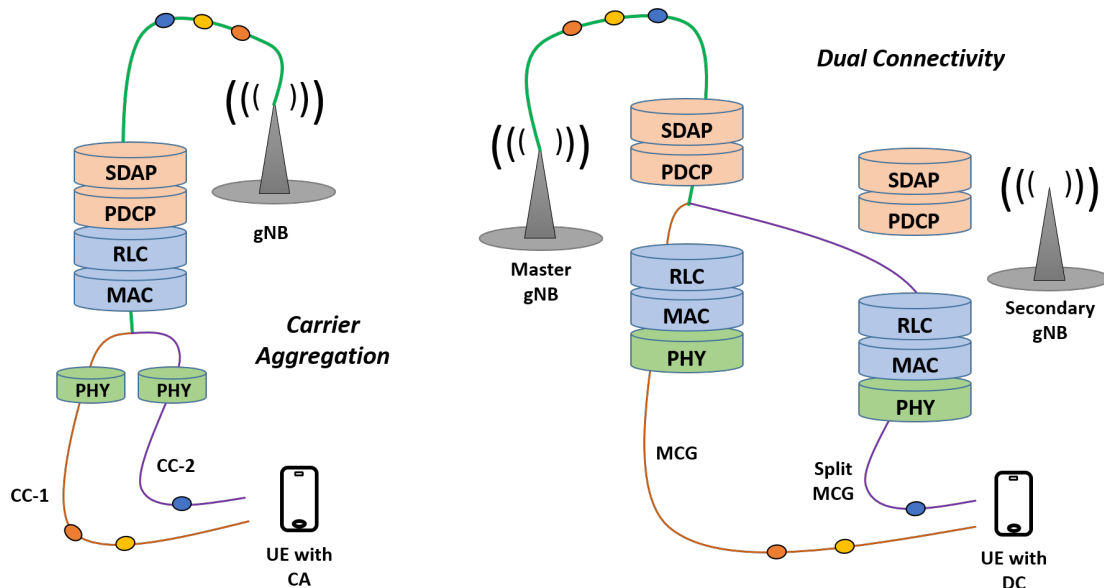 SDAP
PDCP
RLC
MAC
PHY
PHY
gNB
Carrier
Aggregation
CC-1
CC-2
UE with
CA
Dual Connectivity
SDAP
PDCP
Master
gNB
RLC
MAC
PHY
SDAP
PDCP
RLC
MAC
PHY
Secondary
gNB
MCG
Split
MCG
UE with
DC